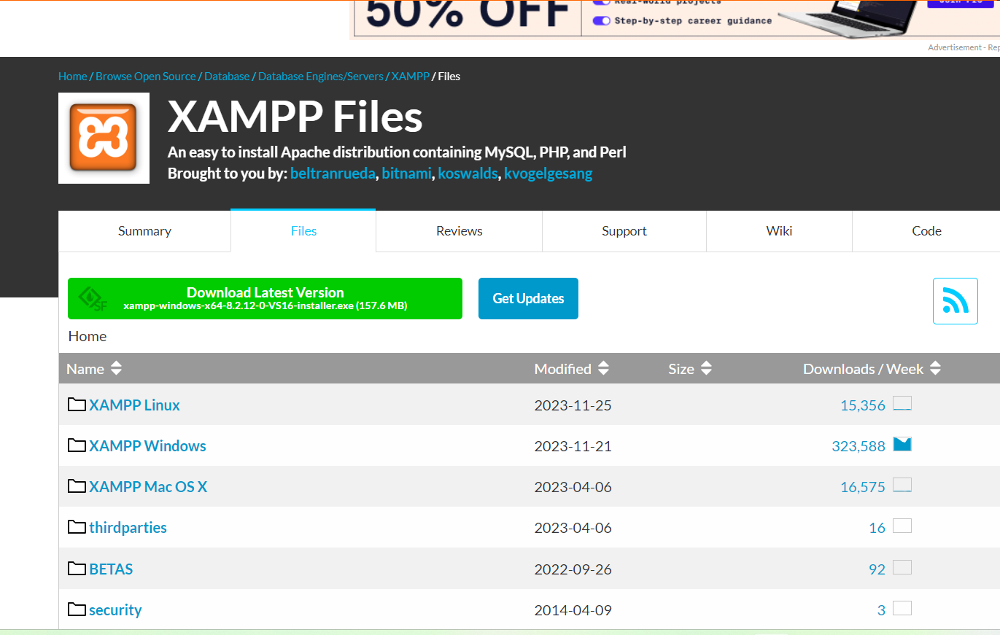 50% OFF
Real-world projects
Step-by-step career guidance
Advertisement - Rep
Home / Browse Open Source / Database / Database Engines/Servers / XAMPP / Files
XAMPP Files
An easy to install Apache distribution containing MySQL, PHP, and Perl
Brought to you by: beltranrueda, bitnami, koswalds, kvogelgesang
Summary Files Reviews Support Wiki Code
Download Latest Version
SF xampp-windows-x64-8.2.12-0-VS16-installer.exe (157.6 MB)
Get Updates
Home
Name Modified Size Downloads / Week
XAMPP Linux 2023-11-25 15,356
XAMPP Windows 2023-11-21 323,588
XAMPP Mac OS X 2023-04-06 16,575
thirdparties 2023-04-06 16
BETAS 2022-09-26 92
security 2014-04-09 3